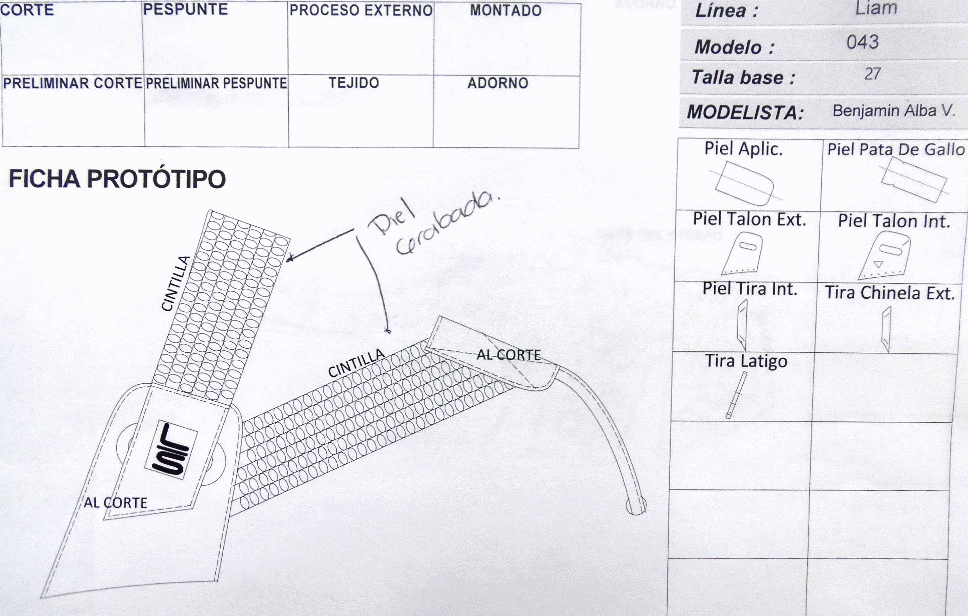 CORTE
PESPUNTE
PROCESO EXTERNO
MONTADO
PRELIMINAR CORTE
PRELIMINAR PESPUNTE
TEJIDO
ADORNO
Línea : Liam
Modelo : 043
Talla base : 27
MODELISTA: Benjamin Alba V.
FICHA PROTÓTIPO
Piel
Grabada.
CINTILLA
CINTILLA
AL CORTE
AL CORTE
Piel Aplic.
Piel Pata De Gallo
Piel Talon Ext.
Piel Talon Int.
Piel Tira Int.
Tira Chinela Ext.
Tira Latigo